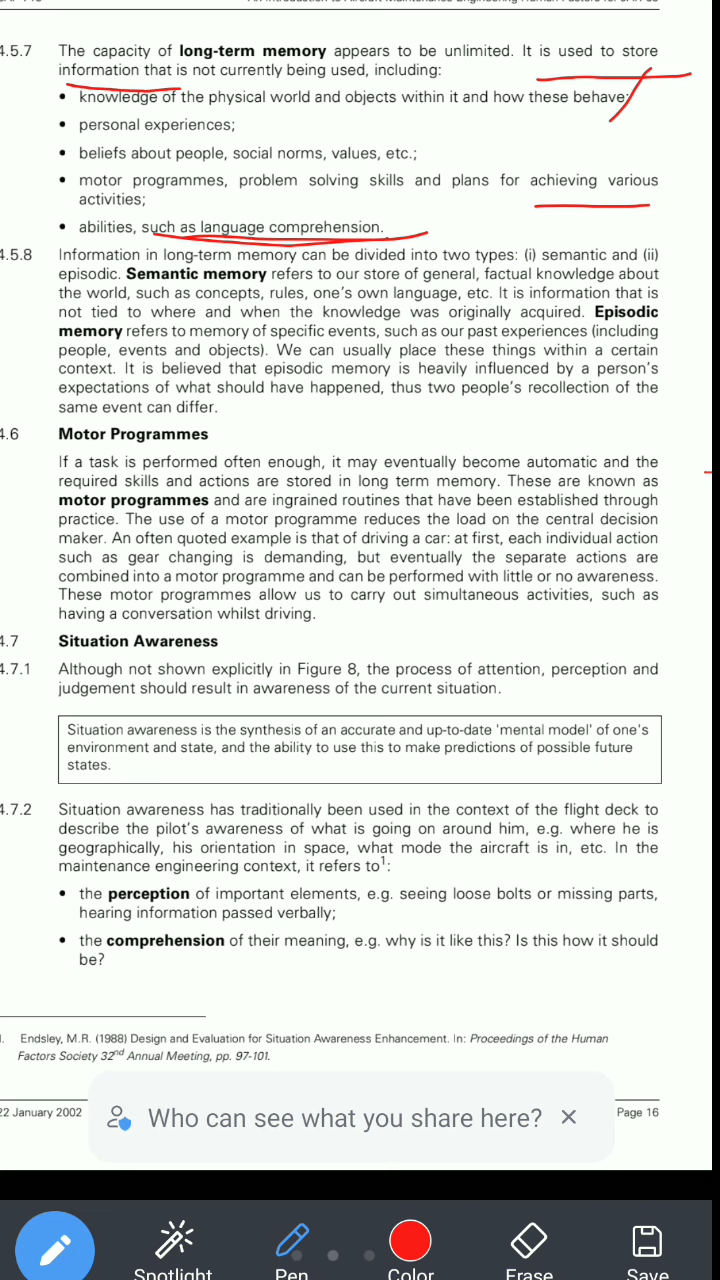 4.5.7 The capacity of long-term memory appears to be unlimited. It is used to store
information that is not currently being used, including:
• knowledge of the physical world and objects within it and how these behave;
• personal experiences;
• beliefs about people, social norms, values, etc.;
• motor programmes, problem solving skills and plans for achieving various
activities;
• abilities, such as language comprehension.
4.5.8 Information in long-term memory can be divided into two types: (i) semantic and (ii)
episodic. Semantic memory refers to our store of general, factual knowledge about
the world, such as concepts, rules, one's own language, etc. It is information that is
not tied to where and when the knowledge was originally acquired. Episodic
memory refers to memory of specific events, such as our past experiences (including
people, events and objects). We can usually place these things within a certain
context. It is believed that episodic memory is heavily influenced by a person's
expectations of what should have happened, thus two people's recollection of the
same event can differ.
4.6 Motor Programmes
If a task is performed often enough, it may eventually become automatic and the
required skills and actions are stored in long term memory. These are known as
motor programmes and are ingrained routines that have been established through
practice. The use of a motor programme reduces the load on the central decision
maker. An often quoted example is that of driving a car: at first, each individual action
such as gear changing is demanding, but eventually the separate actions are
combined into a motor programme and can be performed with little or no awareness.
These motor programmes allow us to carry out simultaneous activities, such as
having a conversation whilst driving.
4.7 Situation Awareness
4.7.1 Although not shown explicitly in Figure 8, the process of attention, perception and
judgement should result in awareness of the current situation.
Situation awareness is the synthesis of an accurate and up-to-date 'mental model' of one's
environment and state, and the ability to use this to make predictions of possible future
states.
4.7.2 Situation awareness has traditionally been used in the context of the flight deck to
describe the pilot's awareness of what is going on around him, e.g. where he is
geographically, his orientation in space, what mode the aircraft is in, etc. In the
maintenance engineering context, it refers to1:
• the perception of important elements, e.g. seeing loose bolts or missing parts,
hearing information passed verbally;
• the comprehension of their meaning, e.g. why is it like this? Is this how it should
be?
. Endsley, M.R. (1988) Design and Evaluation for Situation Awareness Enhancement. In: Proceedings of the Human
Factors Society 32nd Annual Meeting, pp. 97-101.
22 January 2002 Page 16
Who can see what you share here? ×
Spotlight Pen Color Erase Save